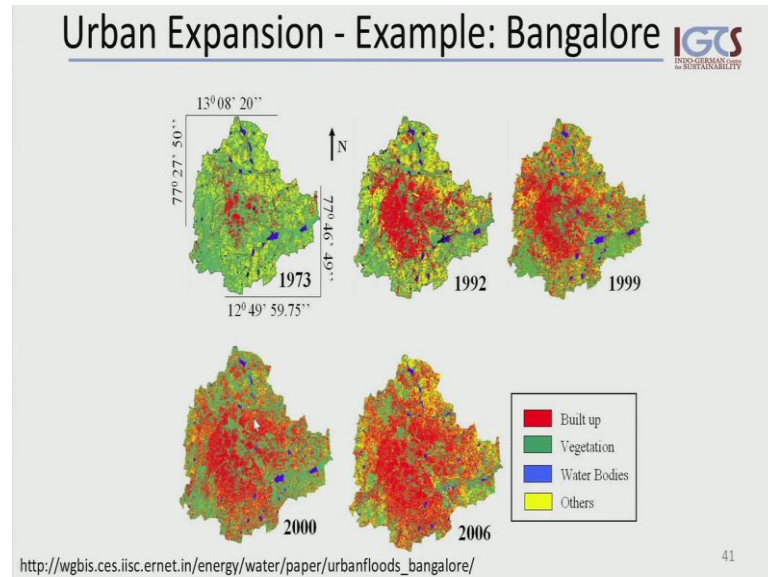 Urban Expansion - Example: Bangalore
IGCS
INDO-GERMAN Centre
for SUSTAINABILITY
13⁰ 08' 20''
77⁰ 27' 50''
N
77⁰ 46' 49''
1973
1992
1999
12⁰ 49' 59.75''
2000
2006
Built up
Vegetation
Water Bodies
Others
http://wgbis.ces.iisc.ernet.in/energy/water/paper/urbanfloods_bangalore/
41